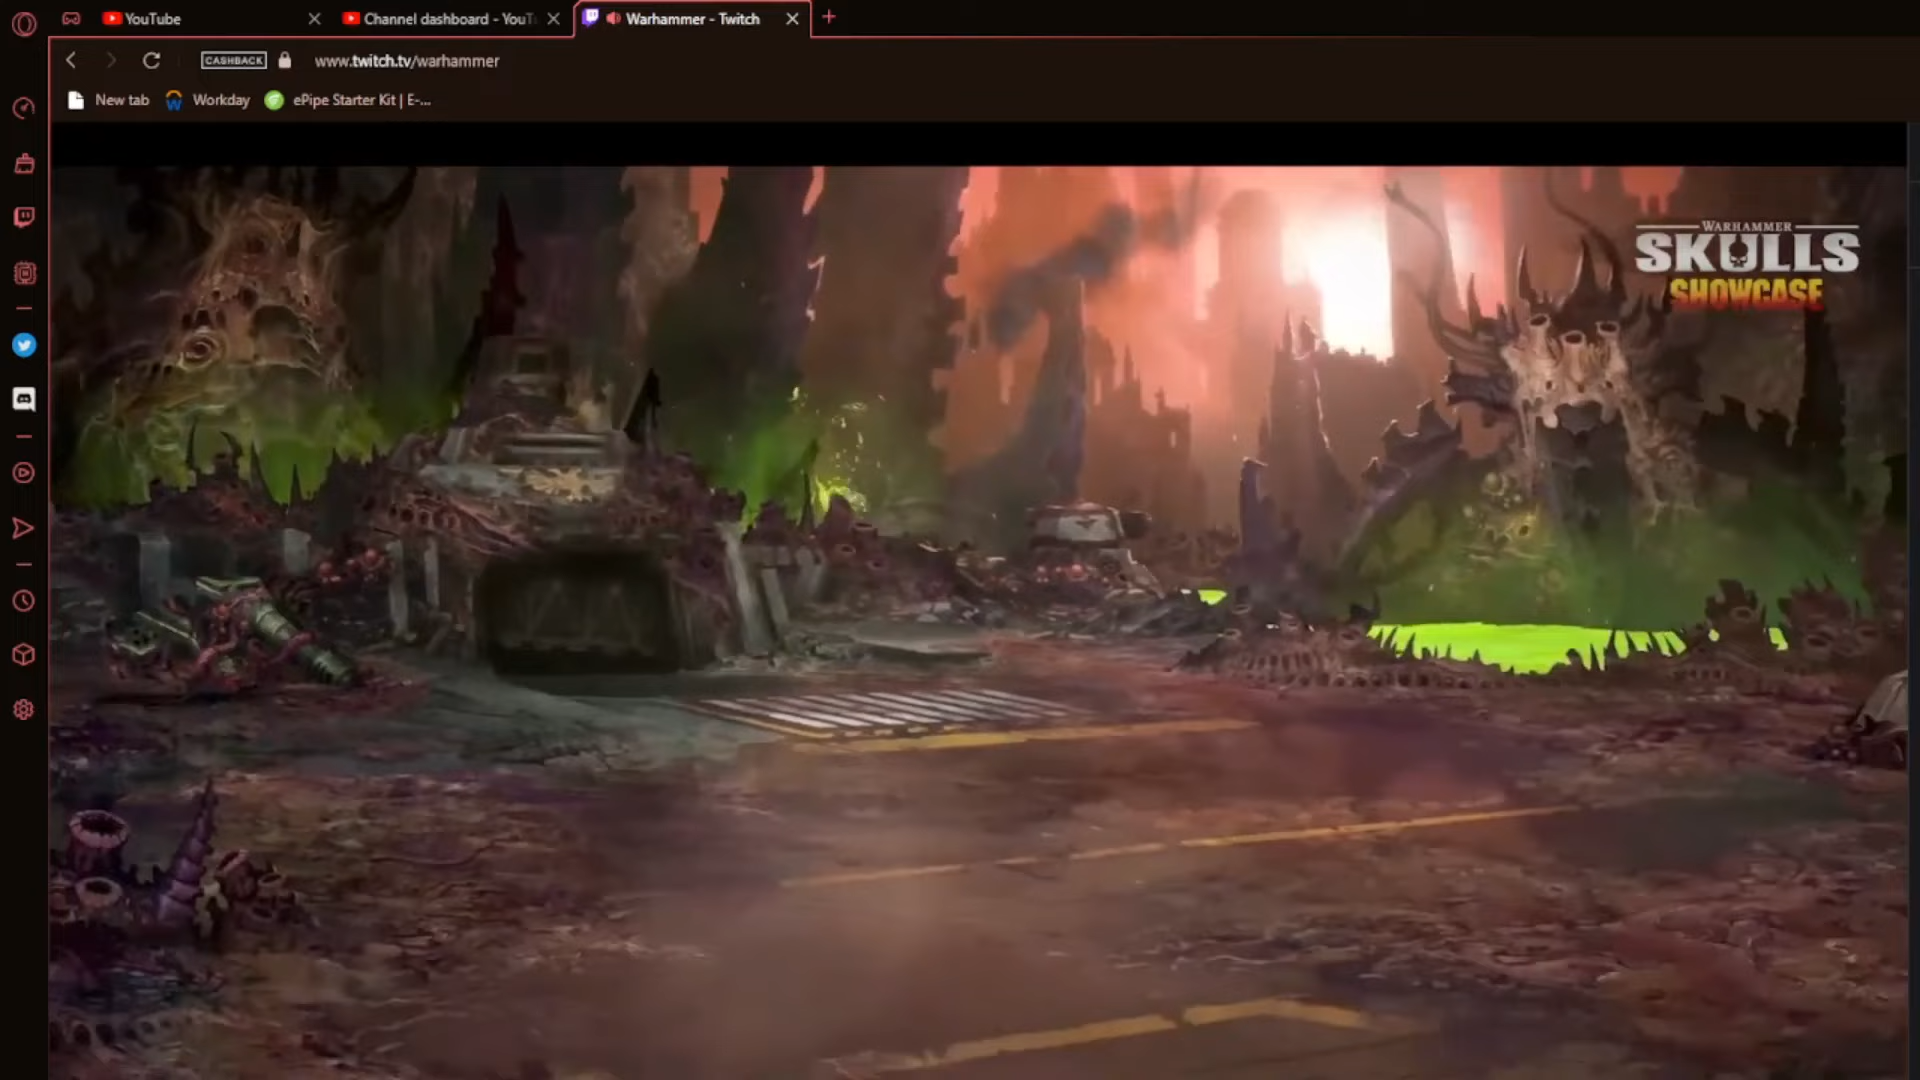 YouTube
Channel dashboard - YouT
Warhammer - Twitch
CASHBACK
www.twitch.tv/warhammer
New tab
Workday
ePipe Starter Kit | E-...
WARHAMMER
SKULLS
SHOWCASE